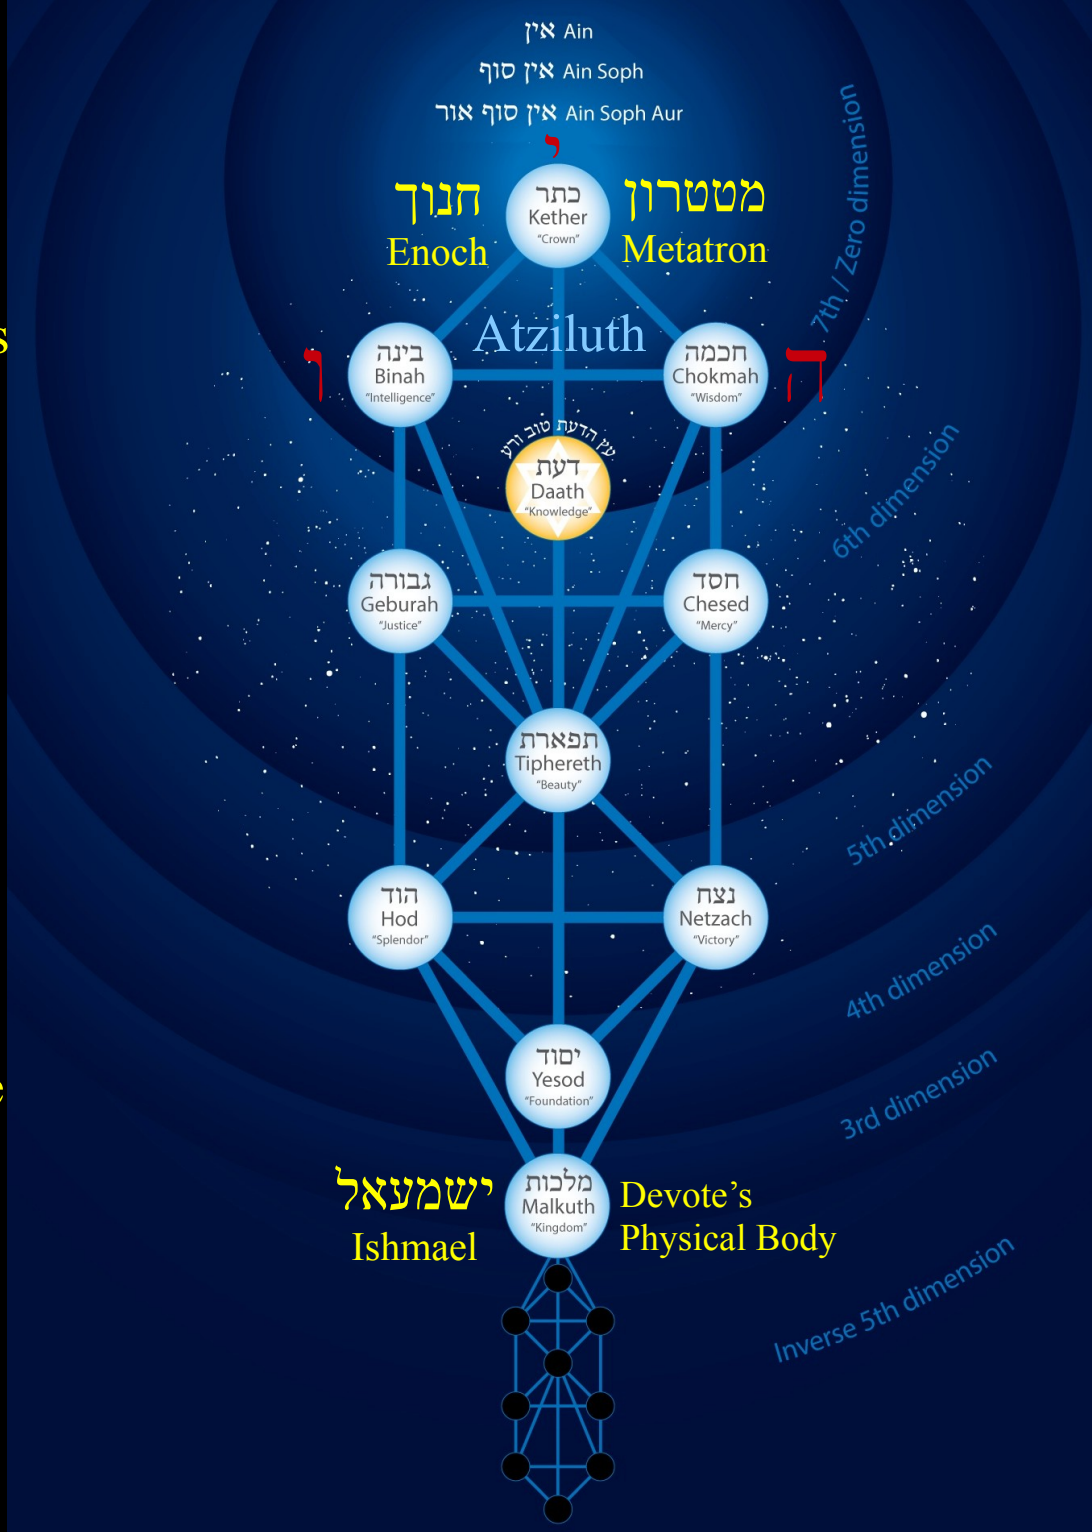 אין Ain
אין סוף Ain Soph
אין סוף אור Ain Soph Aur
י
חנוך
Enoch
כתר
Kether
"Crown"
מטטרון
Metatron
7th / Zero dimension
s
Atziluth
ו
בינה
Binah
"Intelligence"
חכמה
Chokmah
"Wisdom"
ה
עץ הדעת טוב ורע
דעת
Daath
"Knowledge"
6th dimension
גבורה
Geburah
"Justice"
חסד
Chesed
"Mercy"
תפארת
Tiphereth
"Beauty"
5th dimension
הוד
Hod
"Splendor"
נצח
Netzach
"Victory"
4th dimension
יסוד
Yesod
"Foundation"
3rd dimension
e
ישמעאל
Ishmael
מלכות
Malkuth
"Kingdom"
Devote’s
Physical Body
Inverse 5th dimension